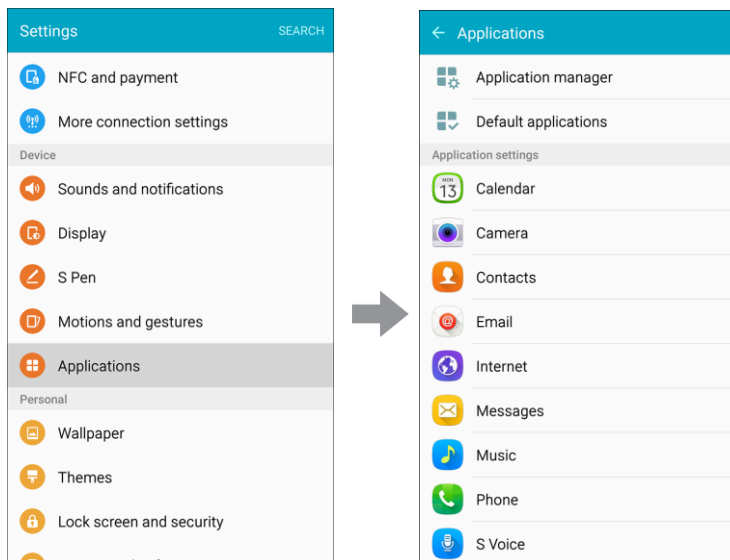 Settings
SEARCH
NFC and payment
More connection settings
Device
Sounds and notifications
Display
S Pen
Motions and gestures
Applications
Personal
Wallpaper
Themes
Lock screen and security
Applications
Application manager
Default applications
Application settings
MON
13
Calendar
Camera
Contacts
@
Email
Internet
Messages
Music
Phone
S Voice